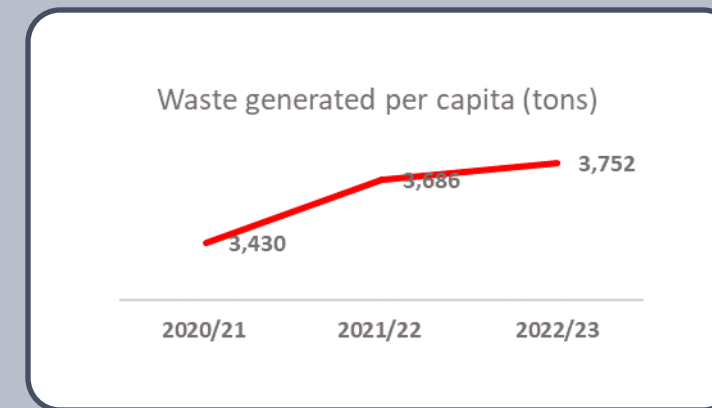 Waste generated per capita (tons)
3,752
3,686
3,430
2020/21 2021/22 2022/23